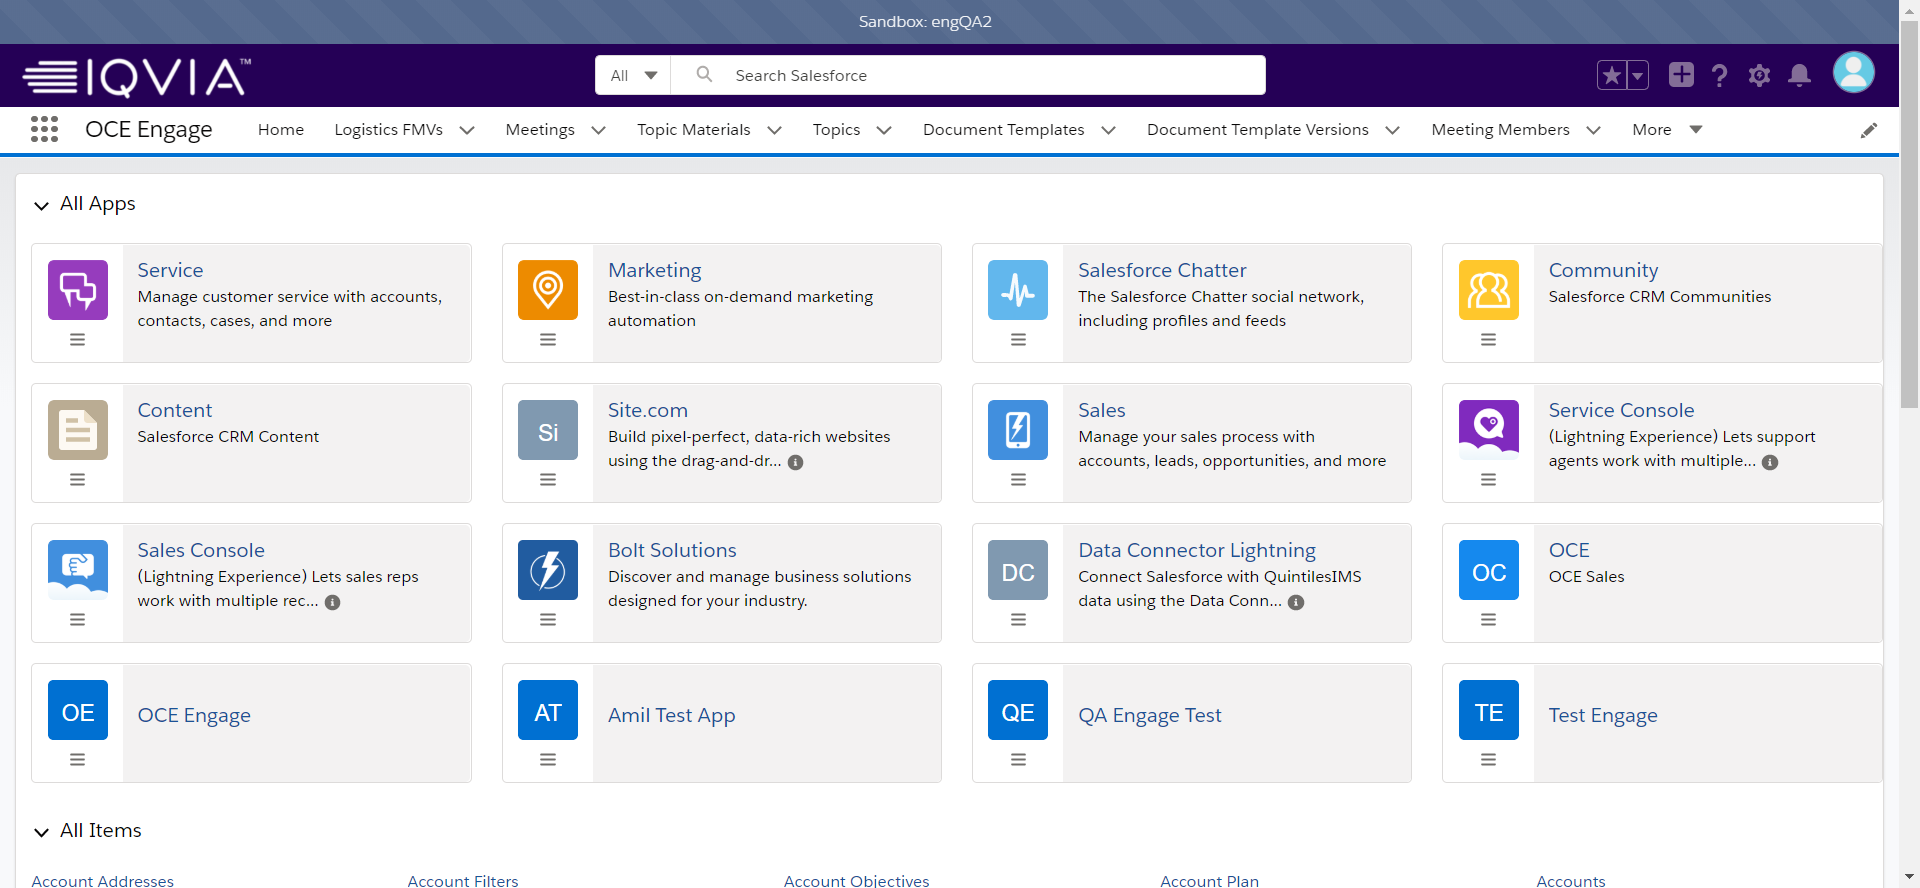 Sandbox: engQA2
IQVIA™
All
Search Salesforce
OCE Engage
Home
Logistics FMVs
Meetings
Topic Materials
Topics
Document Templates
Document Template Versions
Meeting Members
More
All Apps
Service
Manage customer service with accounts,
contacts, cases, and more
Marketing
Best-in-class on-demand marketing
automation
Salesforce Chatter
The Salesforce Chatter social network,
including profiles and feeds
Community
Salesforce CRM Communities
Content
Salesforce CRM Content
Si
Site.com
Build pixel-perfect, data-rich websites
using the drag-and-dr...
Sales
Manage your sales process with
accounts, leads, opportunities, and more
Service Console
(Lightning Experience) Lets support
agents work with multiple...
Sales Console
(Lightning Experience) Lets sales reps
work with multiple rec...
Bolt Solutions
Discover and manage business solutions
designed for your industry.
DC
Data Connector Lightning
Connect Salesforce with QuintilesIMS
data using the Data Conn...
OC
OCE
OCE Sales
OE
OCE Engage
AT
Amil Test App
QE
QA Engage Test
TE
Test Engage
All Items
Account Addresses
Account Filters
Account Objectives
Account Plan
Accounts